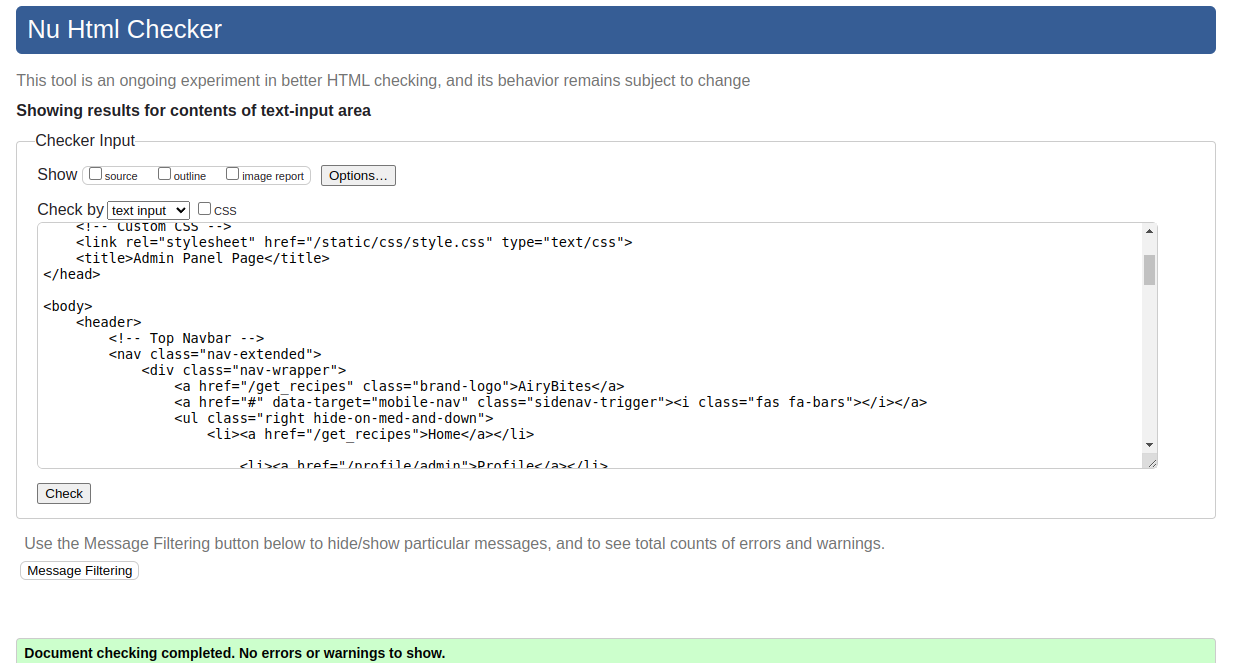 Nu Html Checker
This tool is an ongoing experiment in better HTML checking, and its behavior remains subject to change
Showing results for contents of text-input area
Checker Input
Show source outline image report Options...
Check by text input CSS
<!-- Custom CSS -->
<link rel="stylesheet" href="/static/css/style.css" type="text/css">
<title>Admin Panel Page</title>
</head>
<body>
<header>
<!-- Top Navbar -->
<nav class="nav-extended">
<div class="nav-wrapper">
<a href="/get_recipes" class="brand-logo">AiryBites</a>
<a href="#" data-target="mobile-nav" class="sidenav-trigger"><i class="fas fa-bars"></i></a>
<ul class="right hide-on-med-and-down">
<li><a href="/get_recipes">Home</a></li>
<li><a href="/profile/admin">Profile</a></li>
Check
Use the Message Filtering button below to hide/show particular messages, and to see total counts of errors and warnings.
Message Filtering
Document checking completed. No errors or warnings to show.